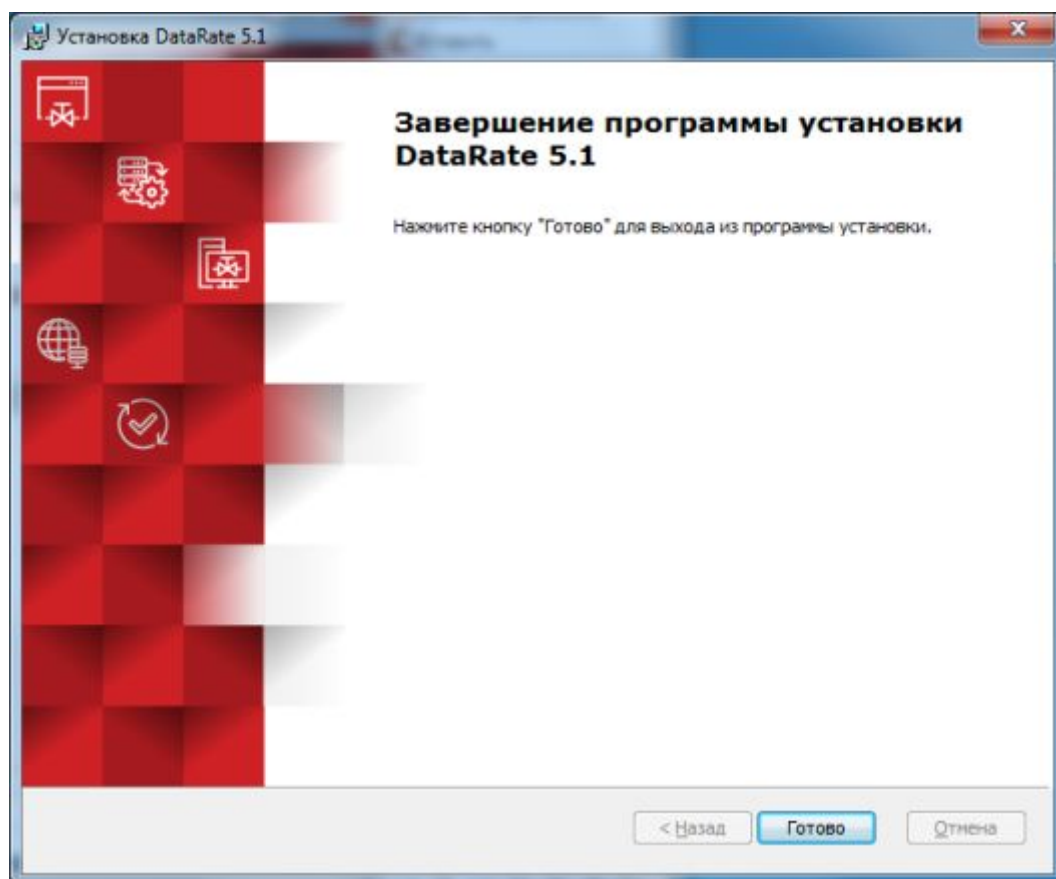 Установка DataRate 5.1
Завершение программы установки
DataRate 5.1
Нажмите кнопку "Готово" для выхода из программы установки.
< Назад
Готово
Отмена